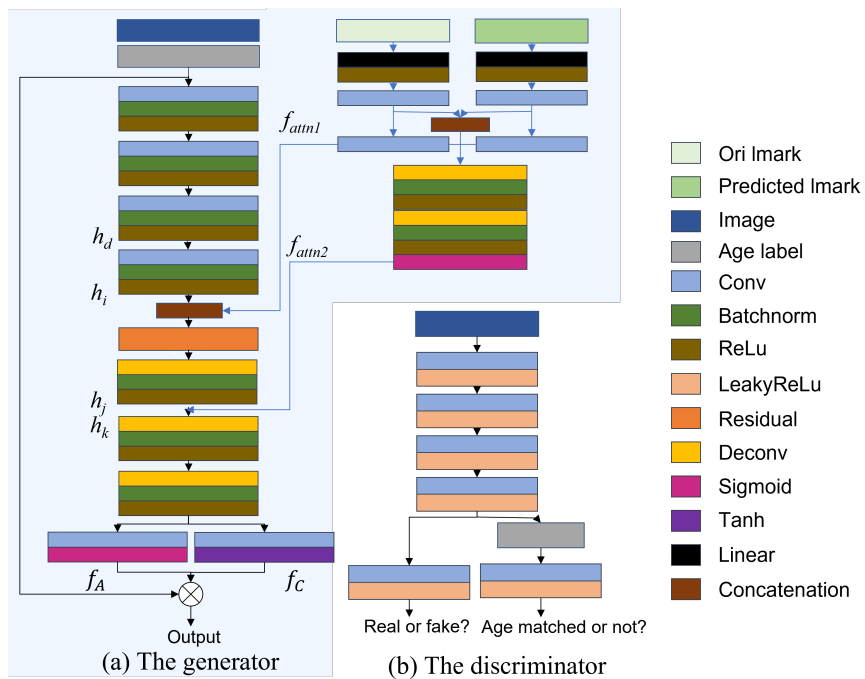 f_attn1
h_d
f_attn2
h_i
h_j
h_k
f_A
f_C
Output
(a) The generator
Real or fake?
Age matched or not?
(b) The discriminator
Ori lmark
Predicted lmark
Image
Age label
Conv
Batchnorm
ReLu
LeakyReLu
Residual
Deconv
Sigmoid
Tanh
Linear
Concatenation